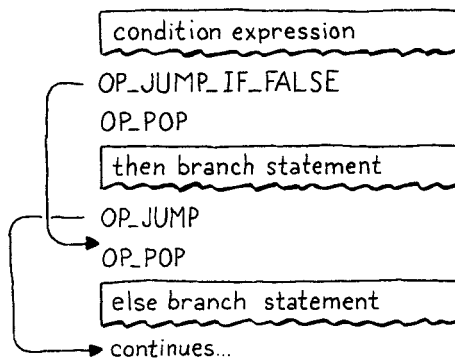 condition expression
OP_JUMP_IF_FALSE
OP_POP
then branch statement
OP_JUMP
OP_POP
else branch statement
continues...